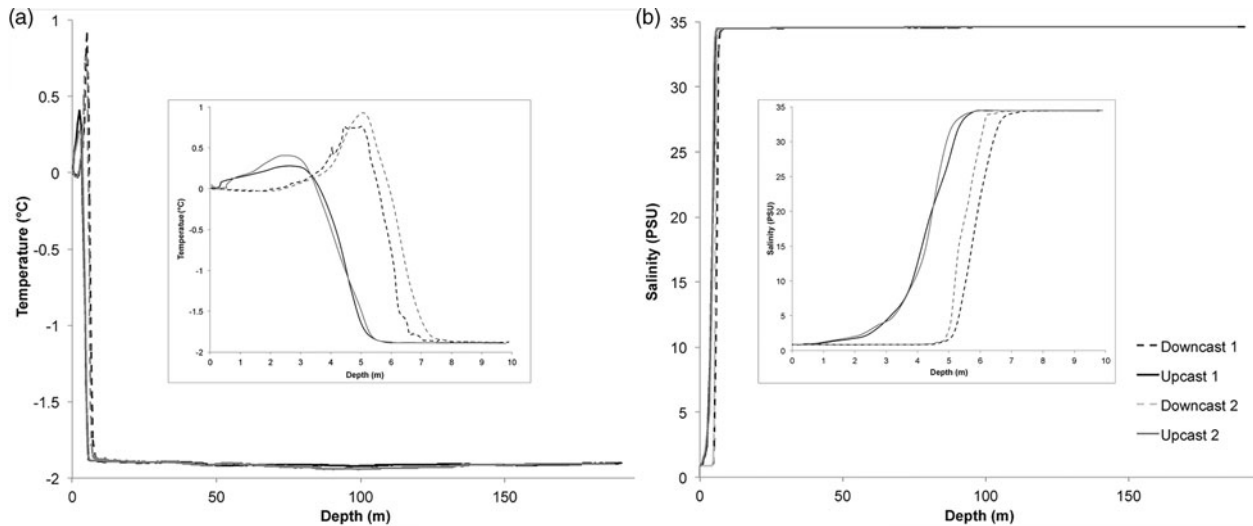 (a)
1
0.5
0
-0.5
-1
-1.5
-2
Temperature (°C)
0
50
100
150
Depth (m)
1
0.5
0
-0.5
-1
-1.5
-2
Temperatue (°C)
0 1 2 3 4 5 6 7 8 9 10
Depth (m)
(b)
35
30
25
20
15
10
5
0
Salinity (PSU)
0
50
100
150
Depth (m)
35
30
25
20
15
10
5
0
Salinity (PSU)
0 1 2 3 4 5 6 7 8 9 10
Depth (m)
Downcast 1
Upcast 1
Downcast 2
Upcast 2